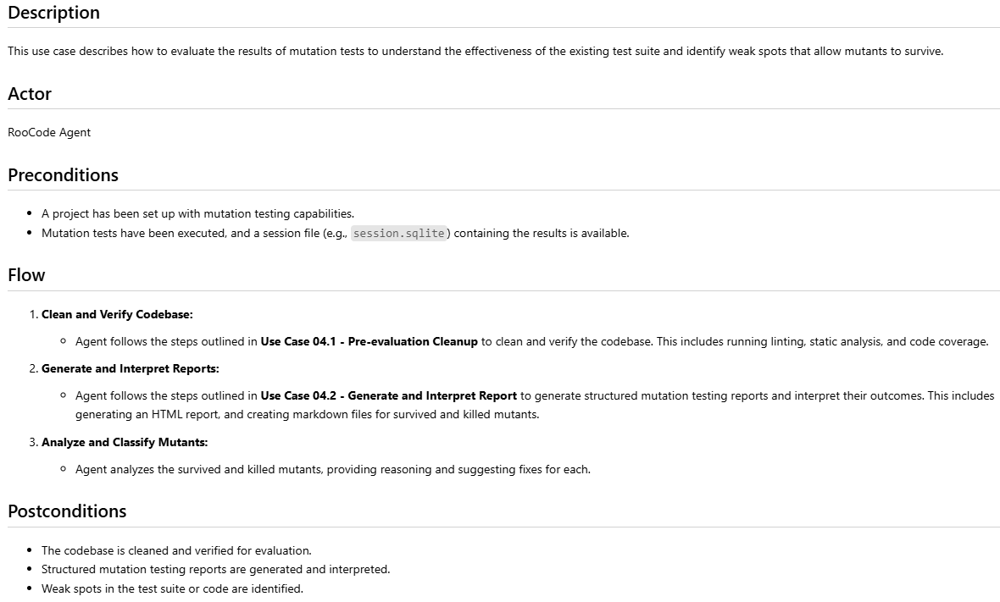 Description
This use case describes how to evaluate the results of mutation tests to understand the effectiveness of the existing test suite and identify weak spots that allow mutants to survive.
Actor
RooCode Agent
Preconditions
• A project has been set up with mutation testing capabilities.
• Mutation tests have been executed, and a session file (e.g., session.sqlite) containing the results is available.
Flow
1. Clean and Verify Codebase:
◦ Agent follows the steps outlined in Use Case 04.1 - Pre-evaluation Cleanup to clean and verify the codebase. This includes running linting, static analysis, and code coverage.
2. Generate and Interpret Reports:
◦ Agent follows the steps outlined in Use Case 04.2 - Generate and Interpret Report to generate structured mutation testing reports and interpret their outcomes. This includes
generating an HTML report, and creating markdown files for survived and killed mutants.
3. Analyze and Classify Mutants:
◦ Agent analyzes the survived and killed mutants, providing reasoning and suggesting fixes for each.
Postconditions
• The codebase is cleaned and verified for evaluation.
• Structured mutation testing reports are generated and interpreted.
• Weak spots in the test suite or code are identified.